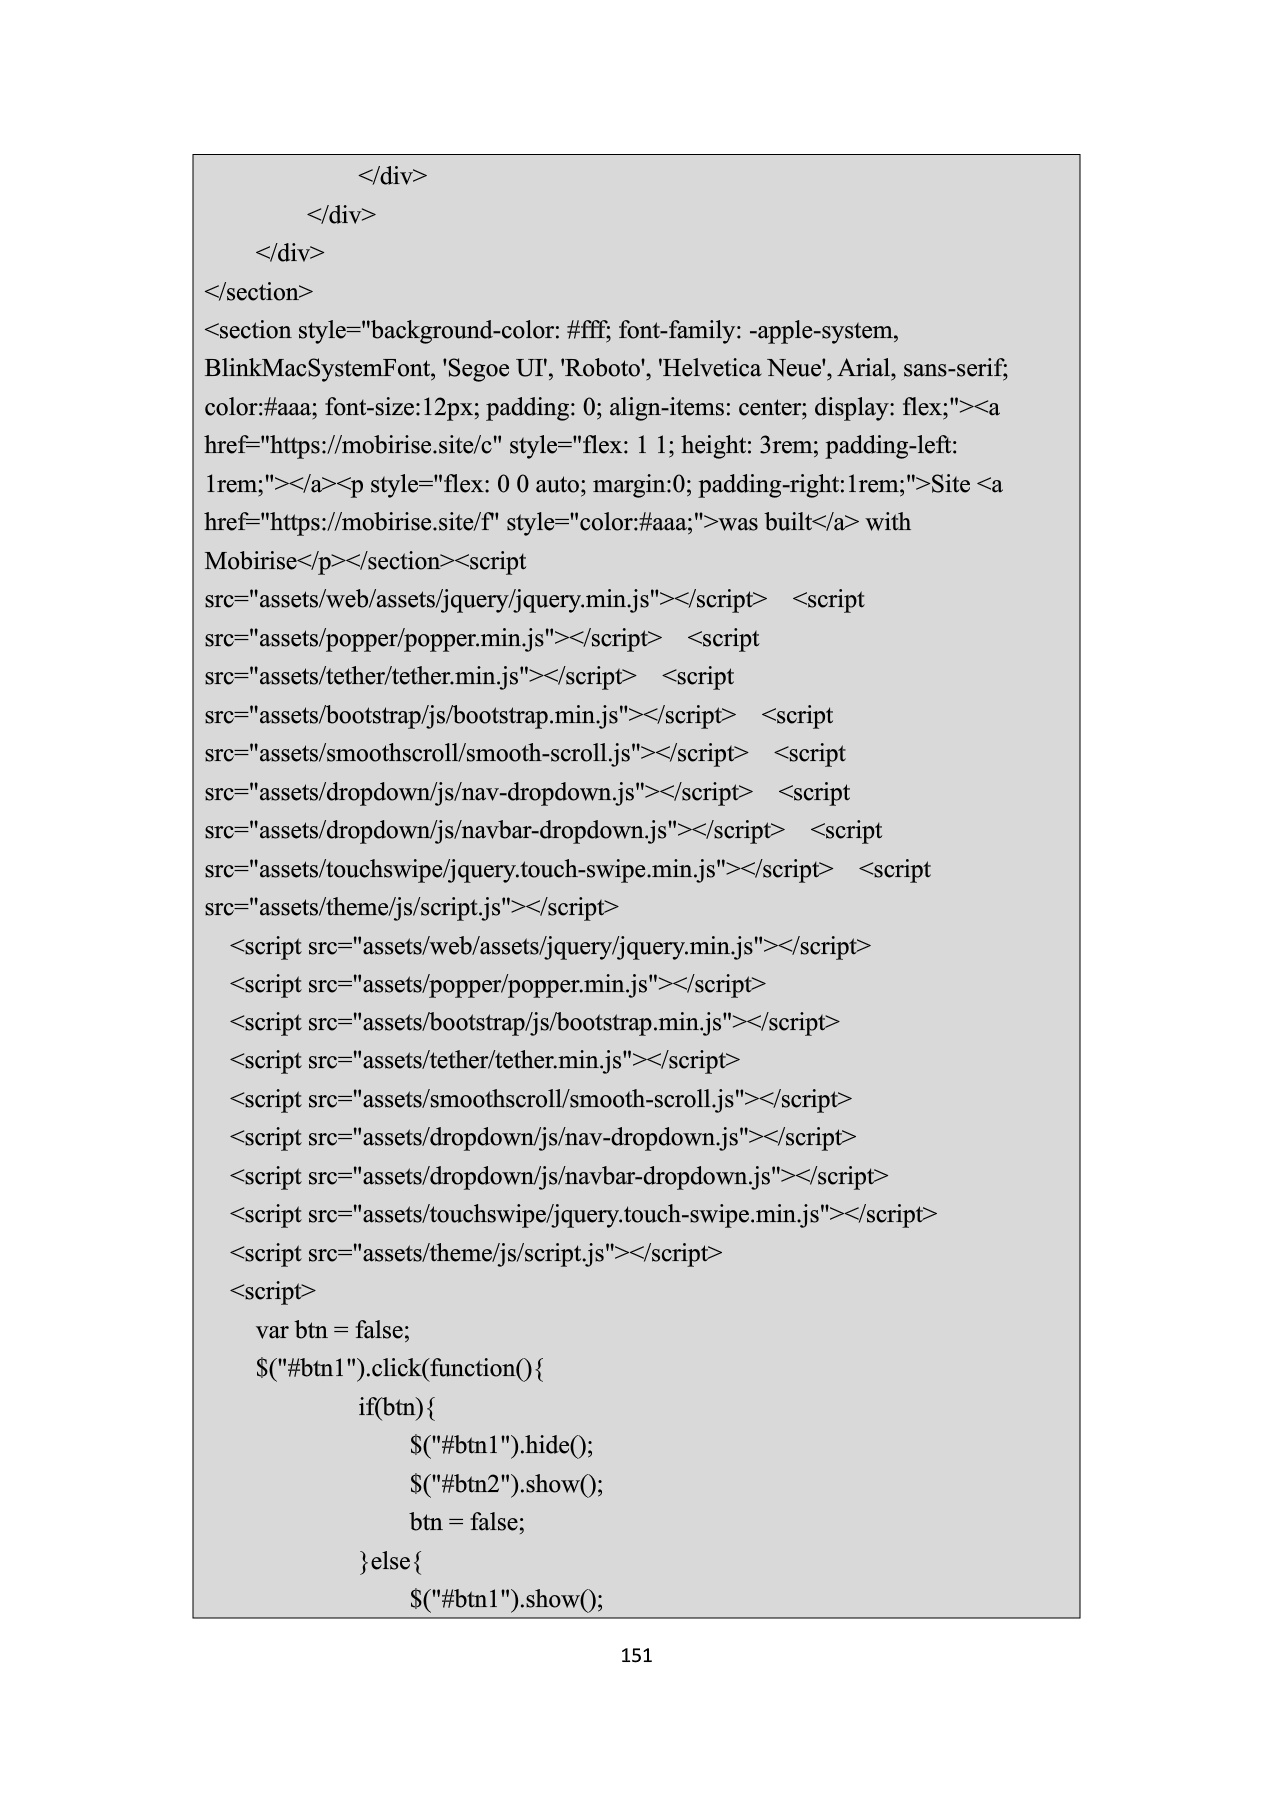 </div>
</div>
</div>
</section>
<section style="background-color: #fff; font-family: -apple-system,
BlinkMacSystemFont, 'Segoe UI', 'Roboto', 'Helvetica Neue', Arial, sans-serif;
color:#aaa; font-size:12px; padding: 0; align-items: center; display: flex;"><a
href="https://mobirise.site/c" style="flex: 1 1; height: 3rem; padding-left:
1rem;"></a><p style="flex: 0 0 auto; margin:0; padding-right:1rem;">Site <a
href="https://mobirise.site/f" style="color:#aaa;">was built</a> with
Mobirise</p></section><script
src="assets/web/assets/jquery/jquery.min.js"></script>  <script
src="assets/popper/popper.min.js"></script>  <script
src="assets/tether/tether.min.js"></script>  <script
src="assets/bootstrap/js/bootstrap.min.js"></script>  <script
src="assets/smoothscroll/smooth-scroll.js"></script>  <script
src="assets/dropdown/js/nav-dropdown.js"></script>  <script
src="assets/dropdown/js/navbar-dropdown.js"></script>  <script
src="assets/touchswipe/jquery.touch-swipe.min.js"></script>  <script
src="assets/theme/js/script.js"></script>
<script src="assets/web/assets/jquery/jquery.min.js"></script>
<script src="assets/popper/popper.min.js"></script>
<script src="assets/bootstrap/js/bootstrap.min.js"></script>
<script src="assets/tether/tether.min.js"></script>
<script src="assets/smoothscroll/smooth-scroll.js"></script>
<script src="assets/dropdown/js/nav-dropdown.js"></script>
<script src="assets/dropdown/js/navbar-dropdown.js"></script>
<script src="assets/touchswipe/jquery.touch-swipe.min.js"></script>
<script src="assets/theme/js/script.js"></script>
<script>
var btn = false;
$("#btn1").click(function(){
if(btn){
$("#btn1").hide();
$("#btn2").show();
btn = false;
}else{
$("#btn1").show();
151